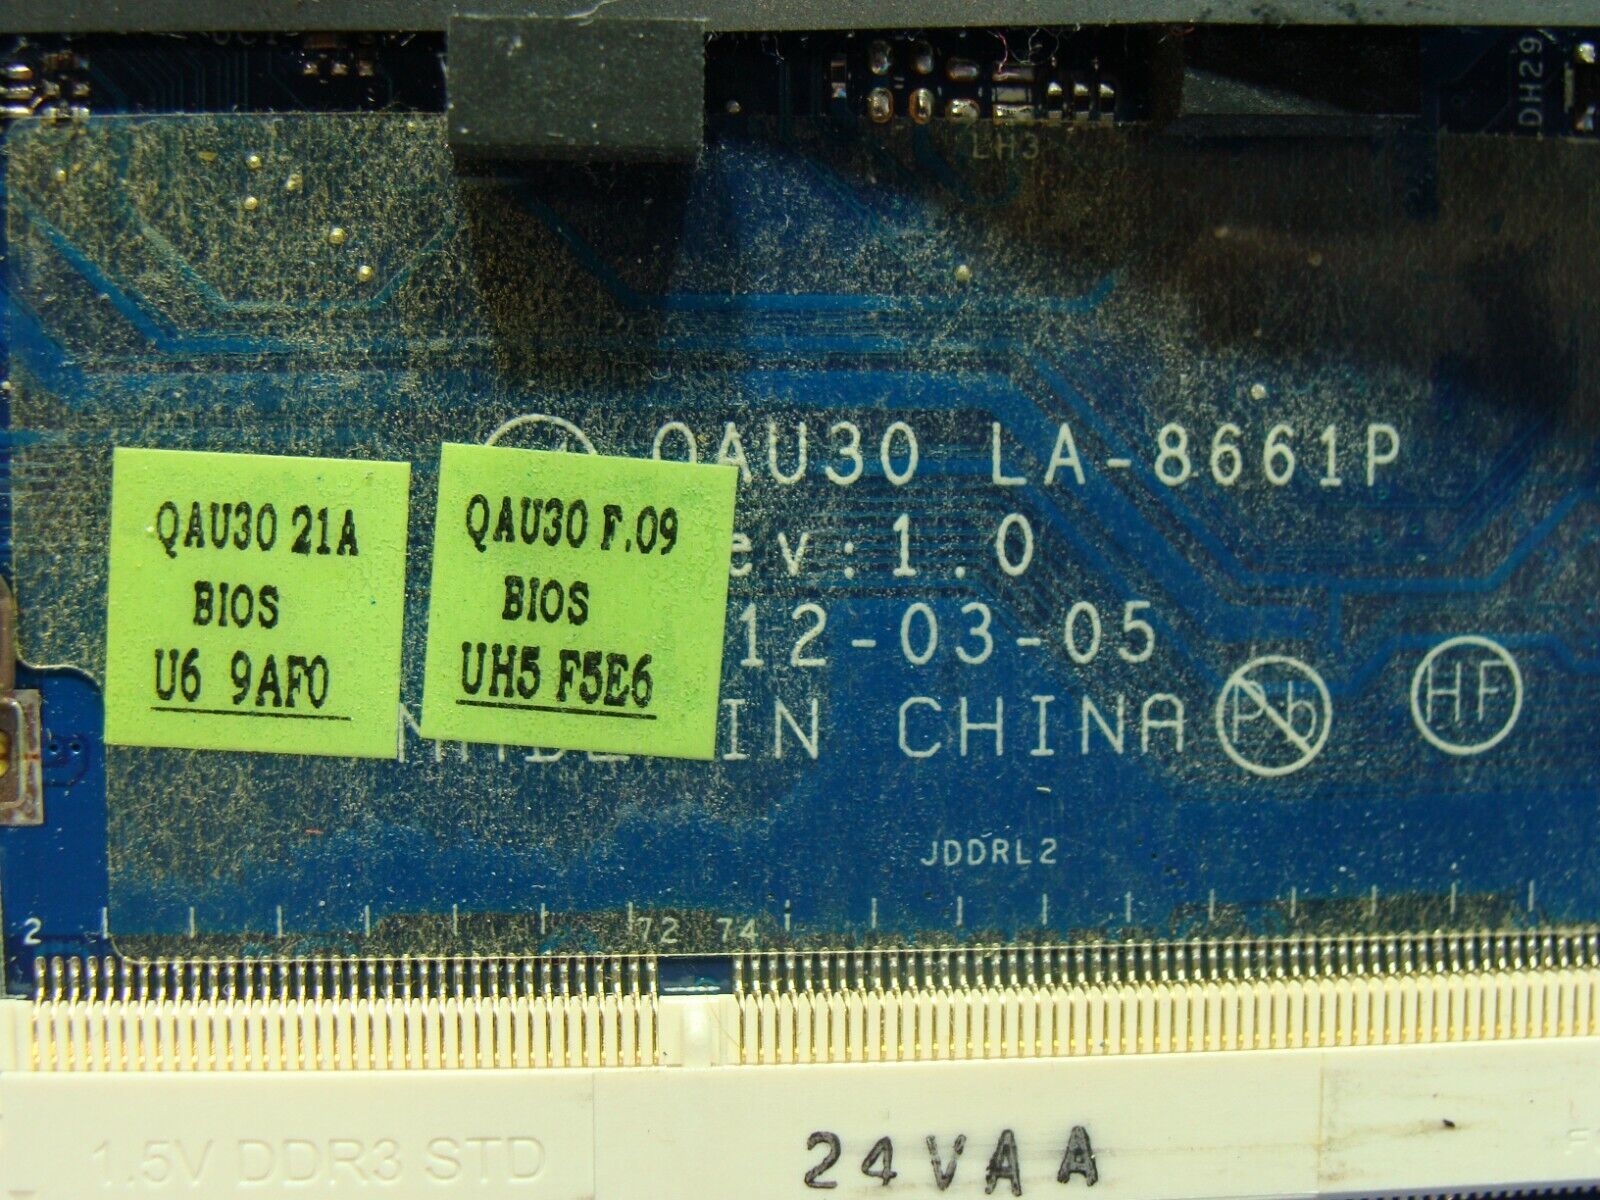 DH29
LH3
QAU30 LA-8661P
QAU30 21A
BIOS
U6 9AF0
QAU30 F.09
BIOS
UH5 F5E6
ev:1.0
12-03-05
MADE IN CHINA
Pb
HF
JDDRL2
2
72 74
1.5V DDR3 STD
24VAA